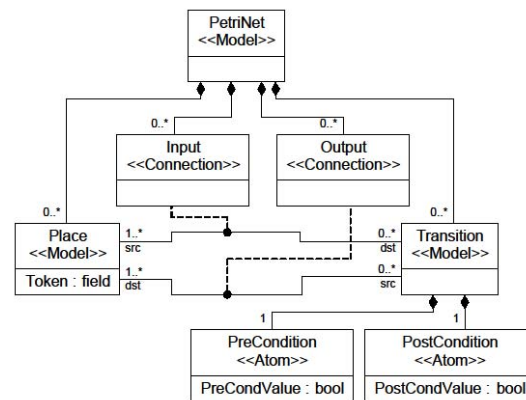 PetriNet
<<Model>>
0..*
0..*
Input
<<Connection>>
Output
<<Connection>>
0..*
0..*
Place
<<Model>>
Token : field
1..*
src
1..*
dst
0..*
dst
0..*
src
Transition
<<Model>>
1
1
PreCondition
<<Atom>>
PreCondValue : bool
PostCondition
<<Atom>>
PostCondValue : bool